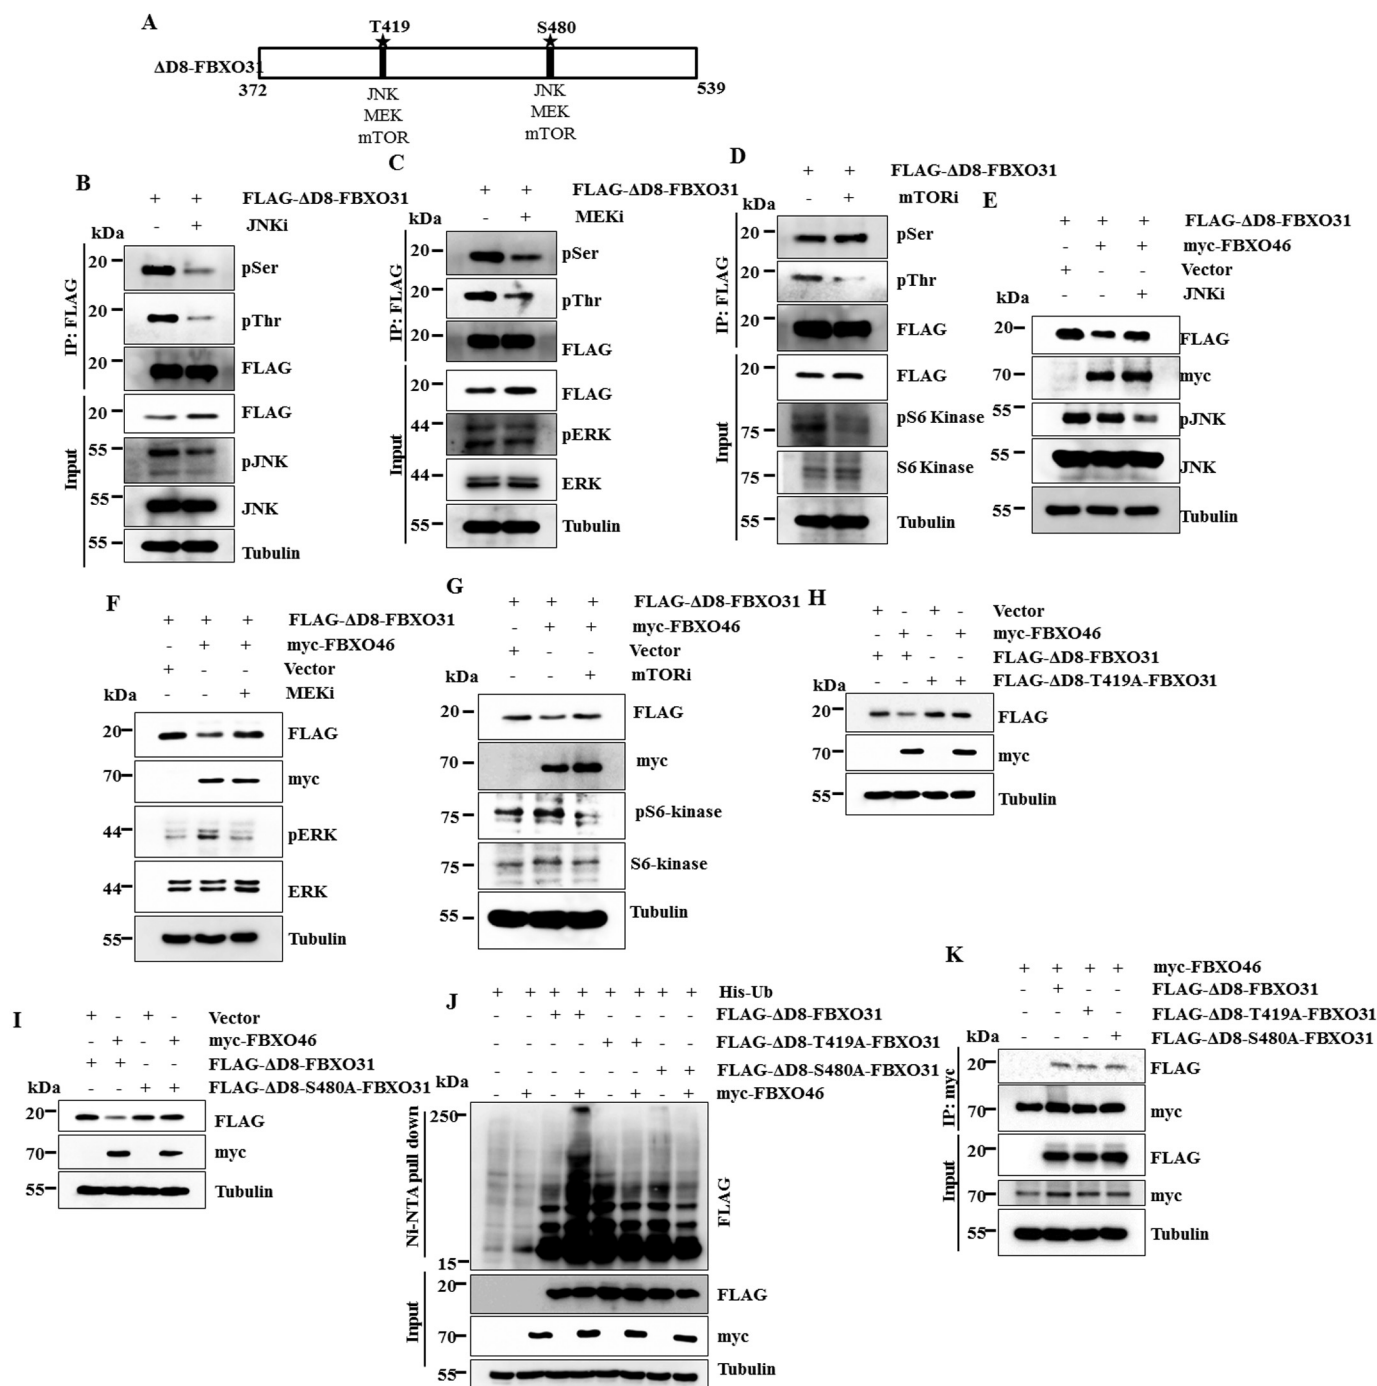 A
T419 S480
ΔD8-FBXO31
372 539
JNK JNK
MEK MEK
mTOR mTOR
B
+ + FLAG-ΔD8-FBXO31
- + JNKi
kDa
IP: FLAG
20 pSer
20 pThr
20 FLAG
Input
20 FLAG
55 pJNK
55 JNK
55 Tubulin
C
+ + FLAG-ΔD8-FBXO31
- + MEKi
kDa
IP: FLAG
20 pSer
20 pThr
20 FLAG
Input
20 FLAG
44 pERK
44 ERK
55 Tubulin
D
+ + FLAG-ΔD8-FBXO31
- + mTORi
kDa
IP: FLAG
20 pSer
20 pThr
20 FLAG
Input
20 FLAG
75 pS6 Kinase
75 S6 Kinase
55 Tubulin
E
+ + + FLAG-ΔD8-FBXO31
- + + myc-FBXO46
+ - - Vector
- - + JNKi
kDa
20 FLAG
70 myc
55 pJNK
55 JNK
55 Tubulin
F
+ + + FLAG-ΔD8-FBXO31
- + + myc-FBXO46
+ - - Vector
- - + MEKi
kDa
20 FLAG
70 myc
44 pERK
44 ERK
55 Tubulin
G
+ + + FLAG-ΔD8-FBXO31
- + + myc-FBXO46
+ - - Vector
- - + mTORi
kDa
20 FLAG
70 myc
75 pS6-kinase
75 S6-kinase
55 Tubulin
H
+ - + - Vector
- + - + myc-FBXO46
+ + - - FLAG-ΔD8-FBXO31
- - + + FLAG-ΔD8-T419A-FBXO31
kDa
20 FLAG
70 myc
55 Tubulin
I
+ - + - Vector
- + - + myc-FBXO46
+ + - - FLAG-ΔD8-FBXO31
- - + + FLAG-ΔD8-S480A-FBXO31
kDa
20 FLAG
70 myc
55 Tubulin
J
+ + + + + + + + His-Ub
- - + + - - - - FLAG-ΔD8-FBXO31
- - - - + + - - FLAG-ΔD8-T419A-FBXO31
- - - - - - + + FLAG-ΔD8-S480A-FBXO31
- + - + - + - + myc-FBXO46
kDa
Ni-NTA pull down
250
FLAG
15
Input
20 FLAG
70 myc
55 Tubulin
K
+ + + + myc-FBXO46
- + - - FLAG-ΔD8-FBXO31
- - + - FLAG-ΔD8-T419A-FBXO31
- - - + FLAG-ΔD8-S480A-FBXO31
kDa
IP: myc
20 FLAG
70 myc
Input
20 FLAG
70 myc
55 Tubulin